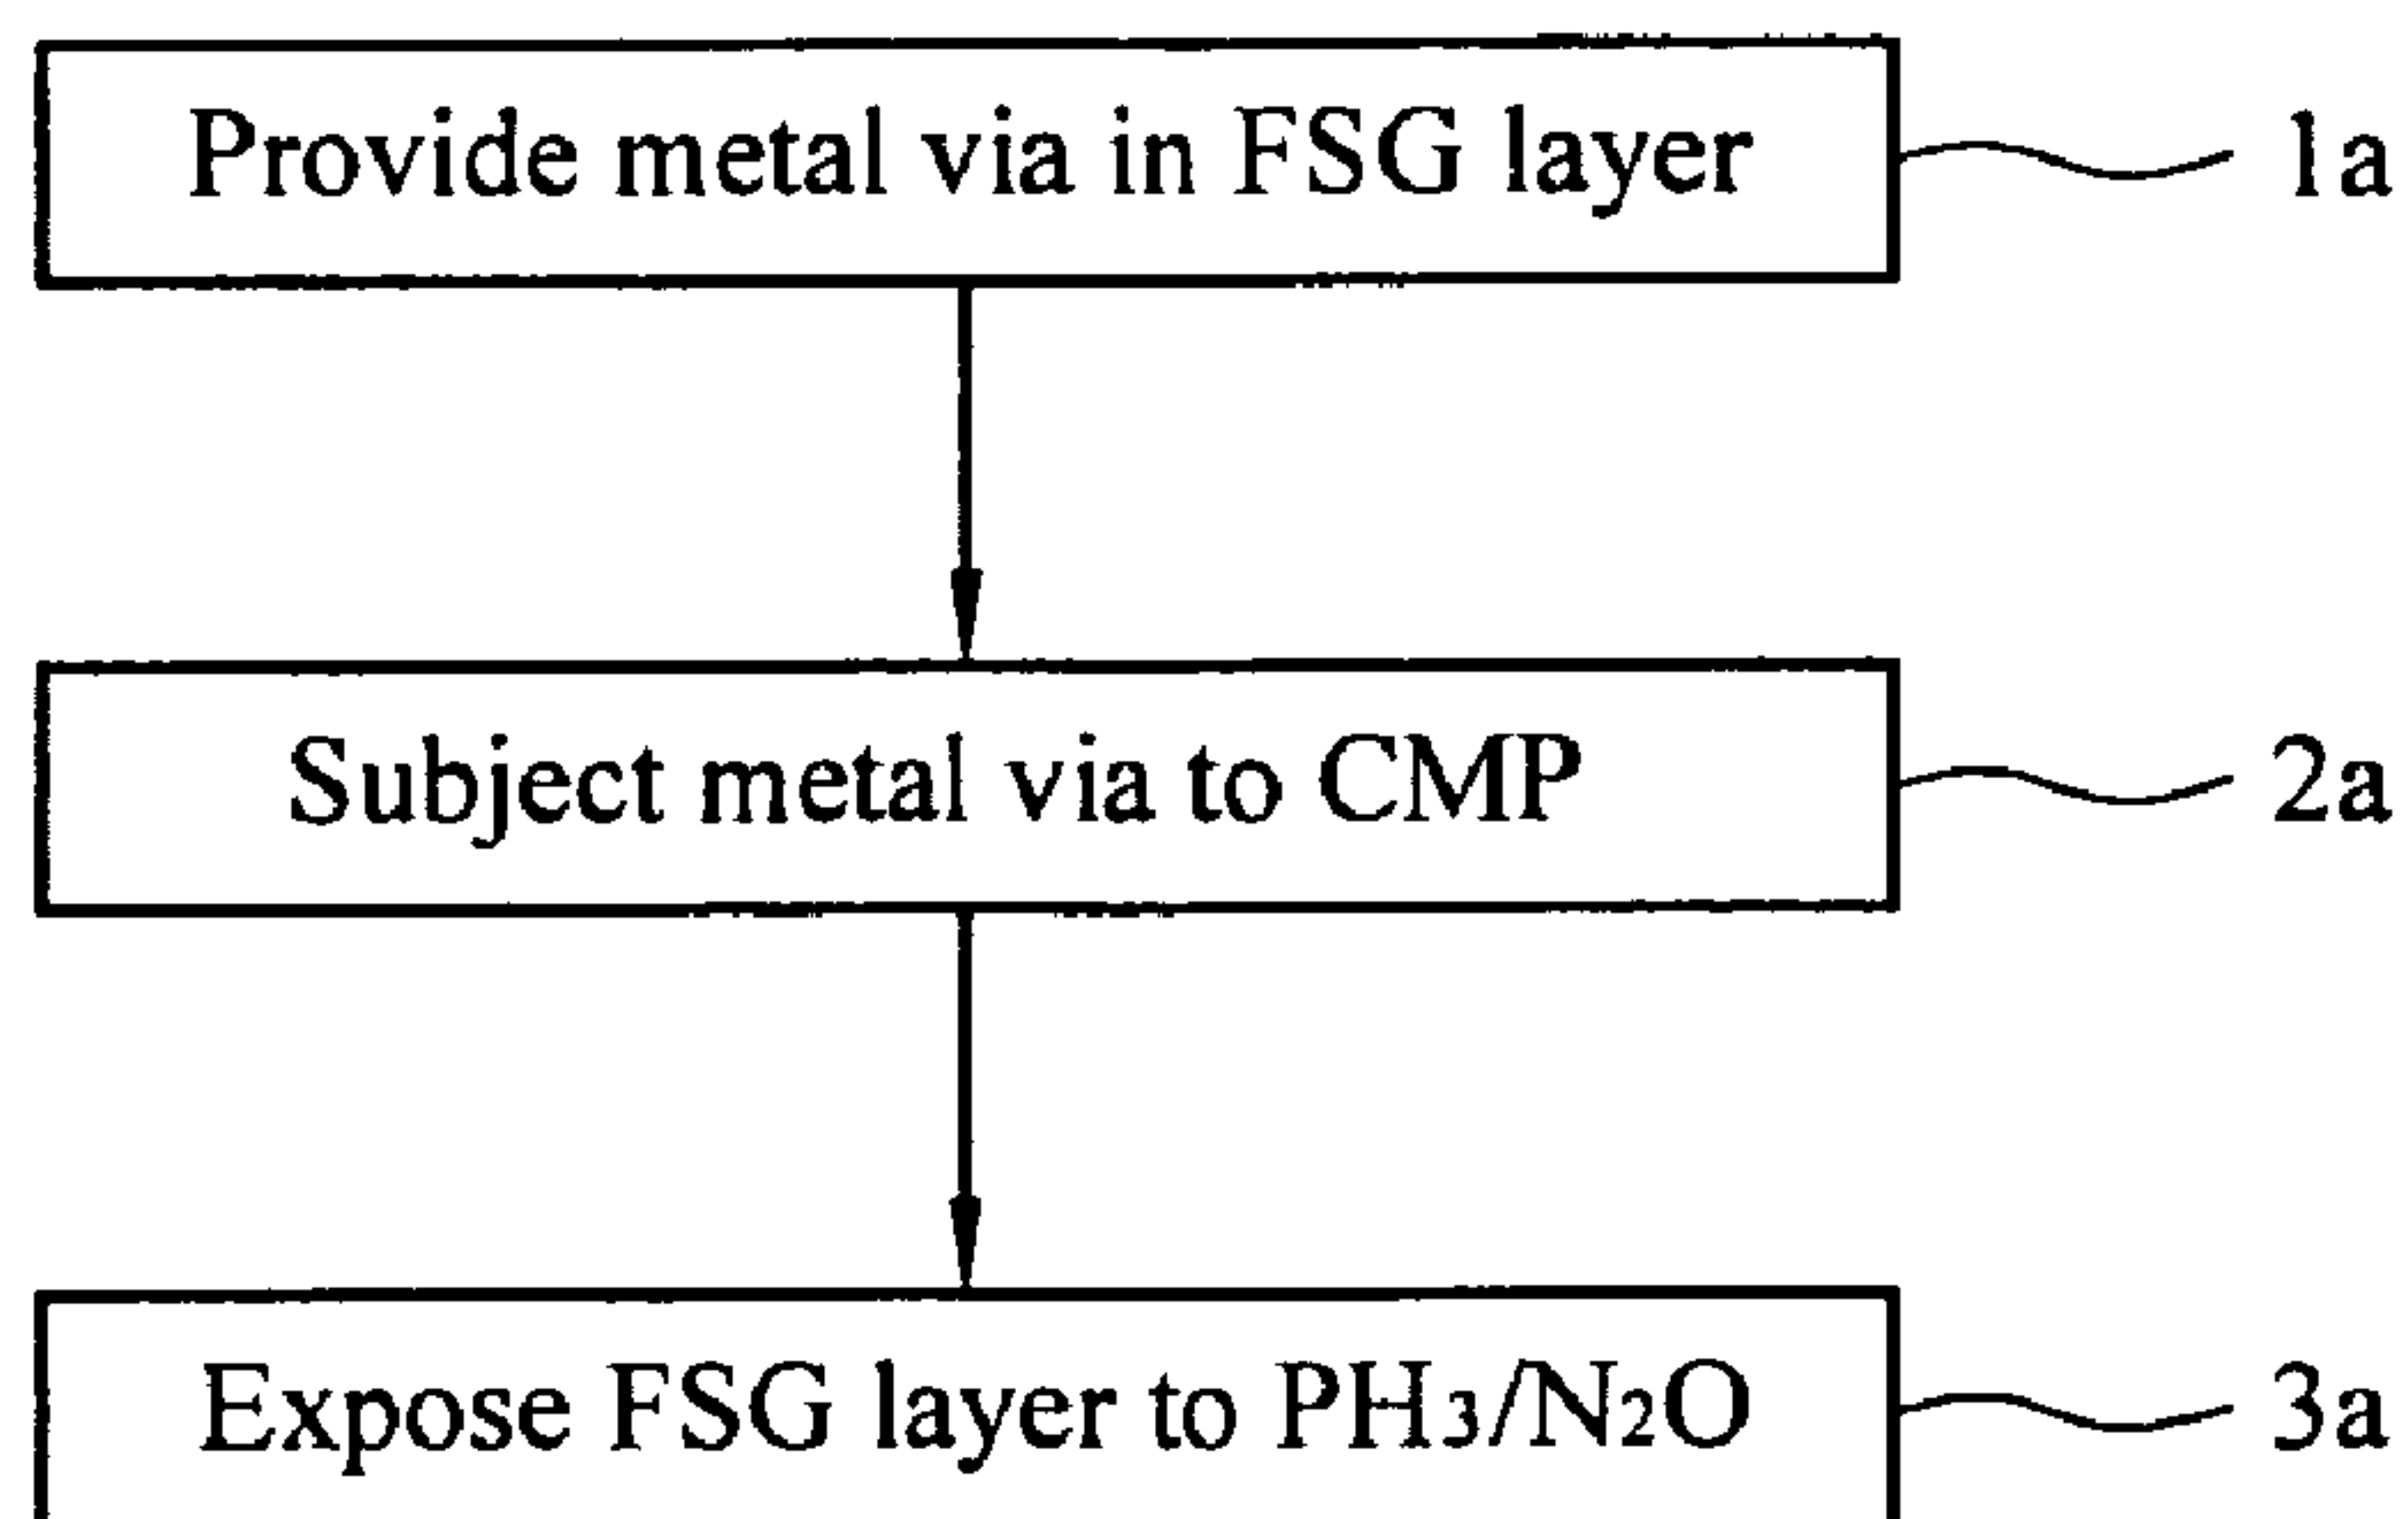 Provide metal via in FSG layer
1a
Subject metal via to CMP
2a
Expose FSG layer to PH₃/N₂O
3a